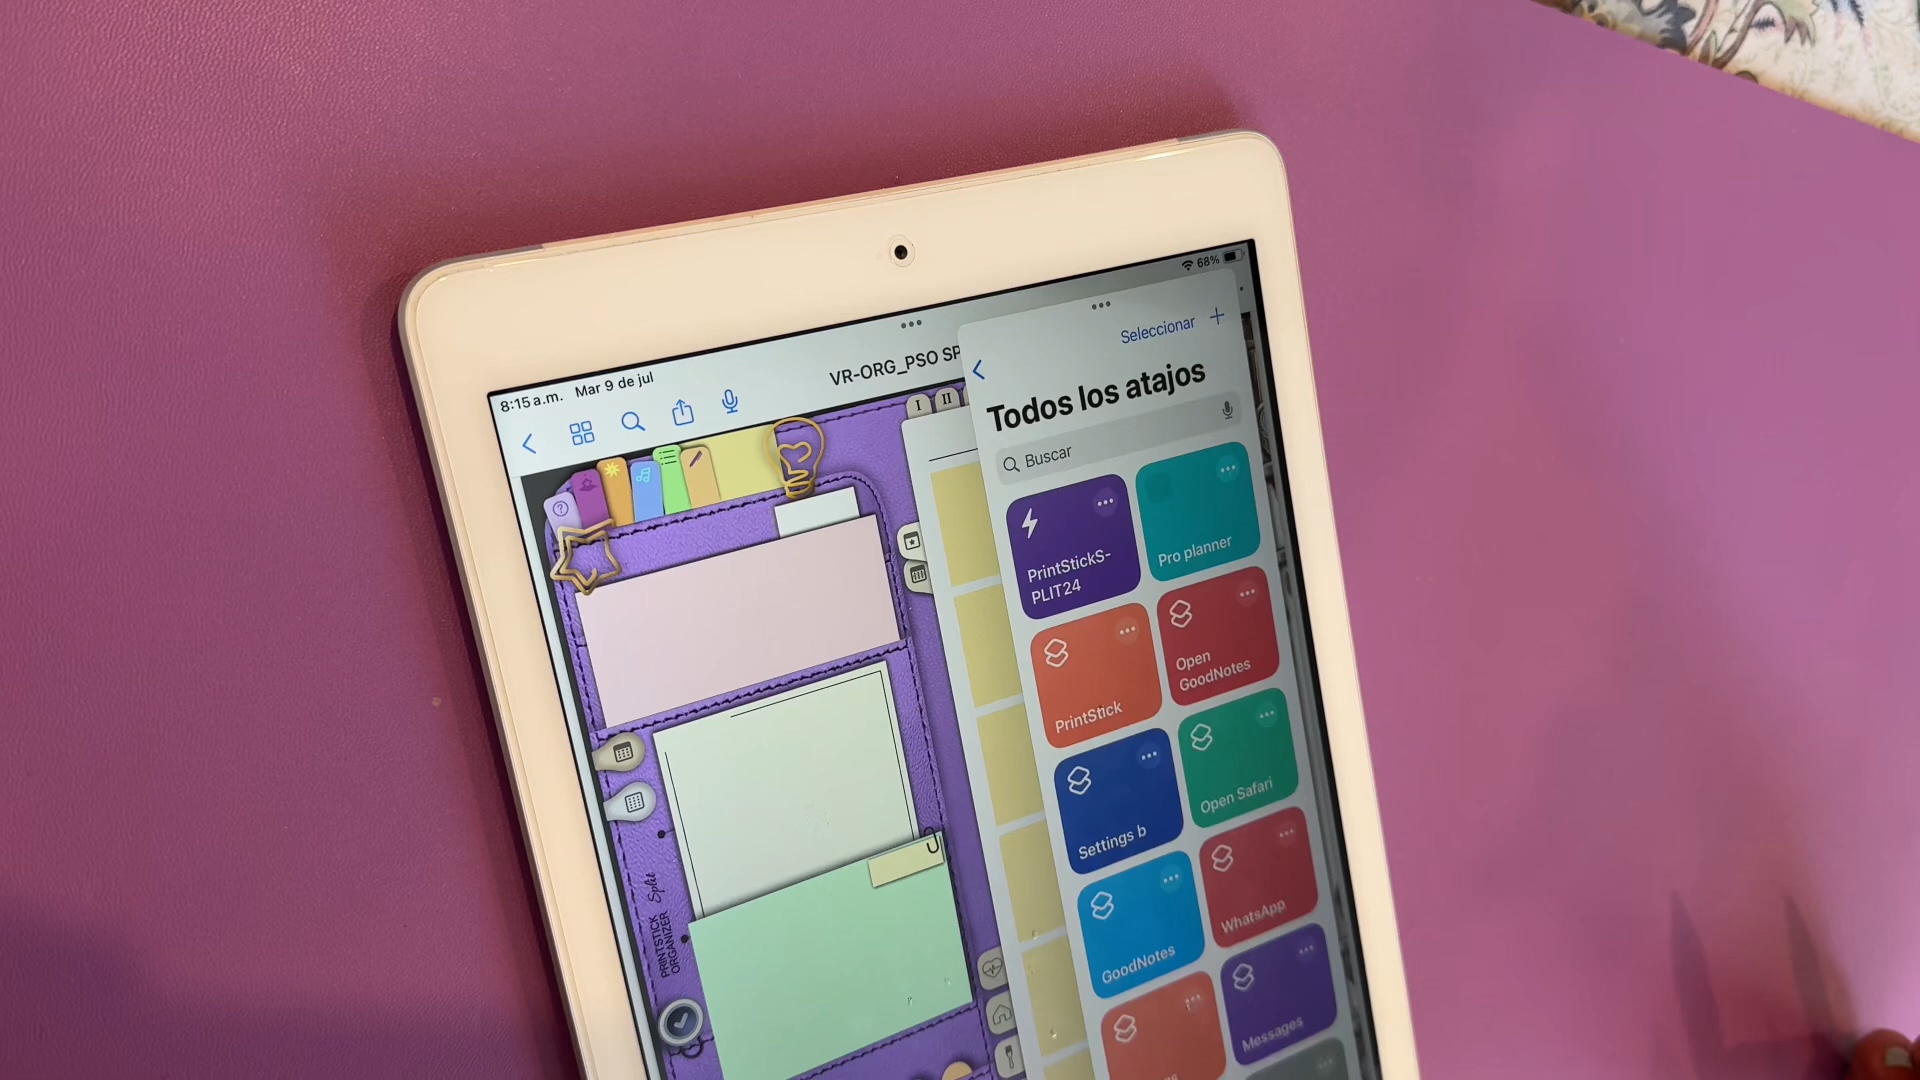 8:15 a.m. Mar 9 de jul
68%
VR-ORG_PSO SP
I II
Seleccionar +
Todos los atajos
Buscar
PrintStickS-
PLIT24
Pro planner
PrintStick
Open
GoodNotes
Settings b
Open Safari
GoodNotes
WhatsApp
Messages
PRINTSTICK
ORGANIZER
Split